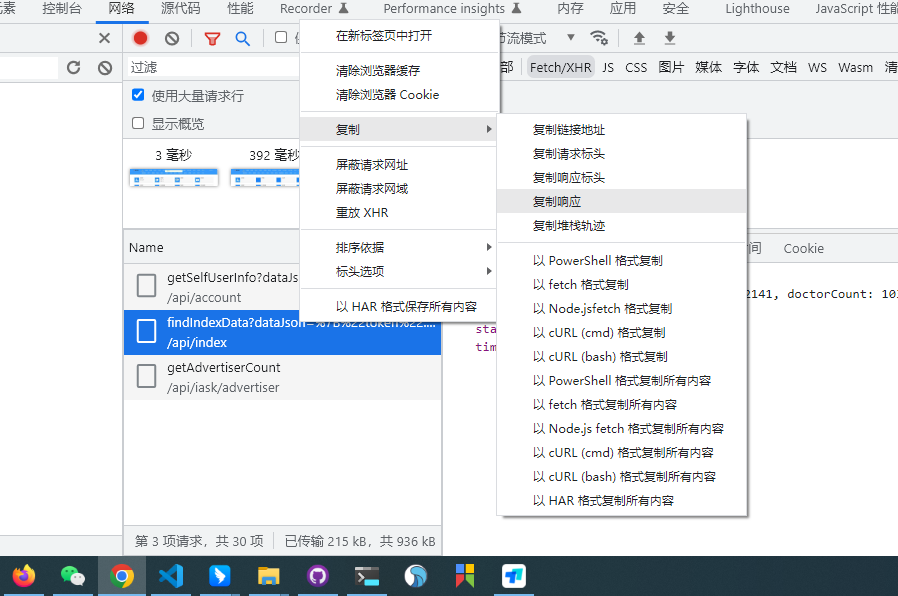 元素 控制台 网络 源代码 性能 Recorder Performance insights 内存 应用 安全 Lighthouse JavaScript 性能
节流模式
过滤
部 Fetch/XHR JS CSS 图片 媒体 字体 文档 WS Wasm 清
使用大量请求行
显示概览
3 毫秒 392 毫秒
Name
Cookie
getSelfUserInfo?dataJs
/api/account
findIndexData?dataJson=%7B%22token%22:...
/api/index
getAdvertiserCount
/api/iask/advertiser
2141, doctorCount: 10
sta
tim
第 3 项请求，共 30 项 已传输 215 kB，共 936 kB
在新标签页中打开
清除浏览器缓存
清除浏览器 Cookie
复制
屏蔽请求网址
屏蔽请求网域
重放 XHR
排序依据
标头选项
以 HAR 格式保存所有内容
复制链接地址
复制请求标头
复制响应标头
复制响应
复制堆栈轨迹
以 PowerShell 格式复制
以 fetch 格式复制
以 Node.jsfetch 格式复制
以 cURL (cmd) 格式复制
以 cURL (bash) 格式复制
以 PowerShell 格式复制所有内容
以 fetch 格式复制所有内容
以 Node.js fetch 格式复制所有内容
以 cURL (cmd) 格式复制所有内容
以 cURL (bash) 格式复制所有内容
以 HAR 格式复制所有内容